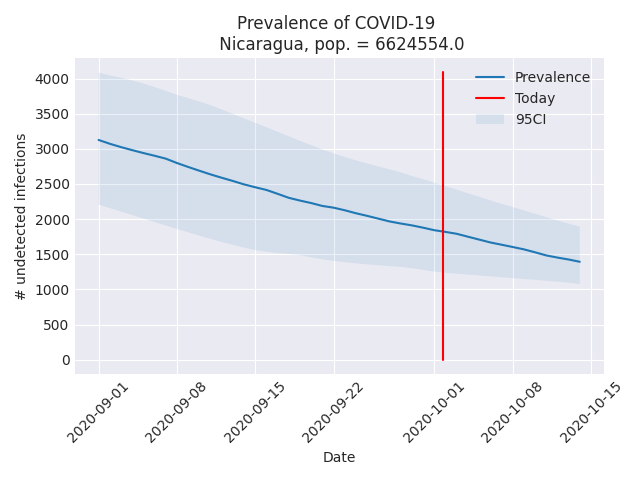 Prevalence of COVID-19
Nicaragua, pop. = 6624554.0
4000
3500
3000
2500
2000
1500
1000
500
0
# undetected infections
Prevalence
Today
95CI
2020-09-01
2020-09-08
2020-09-15
2020-09-22
2020-10-01
2020-10-08
2020-10-15
Date